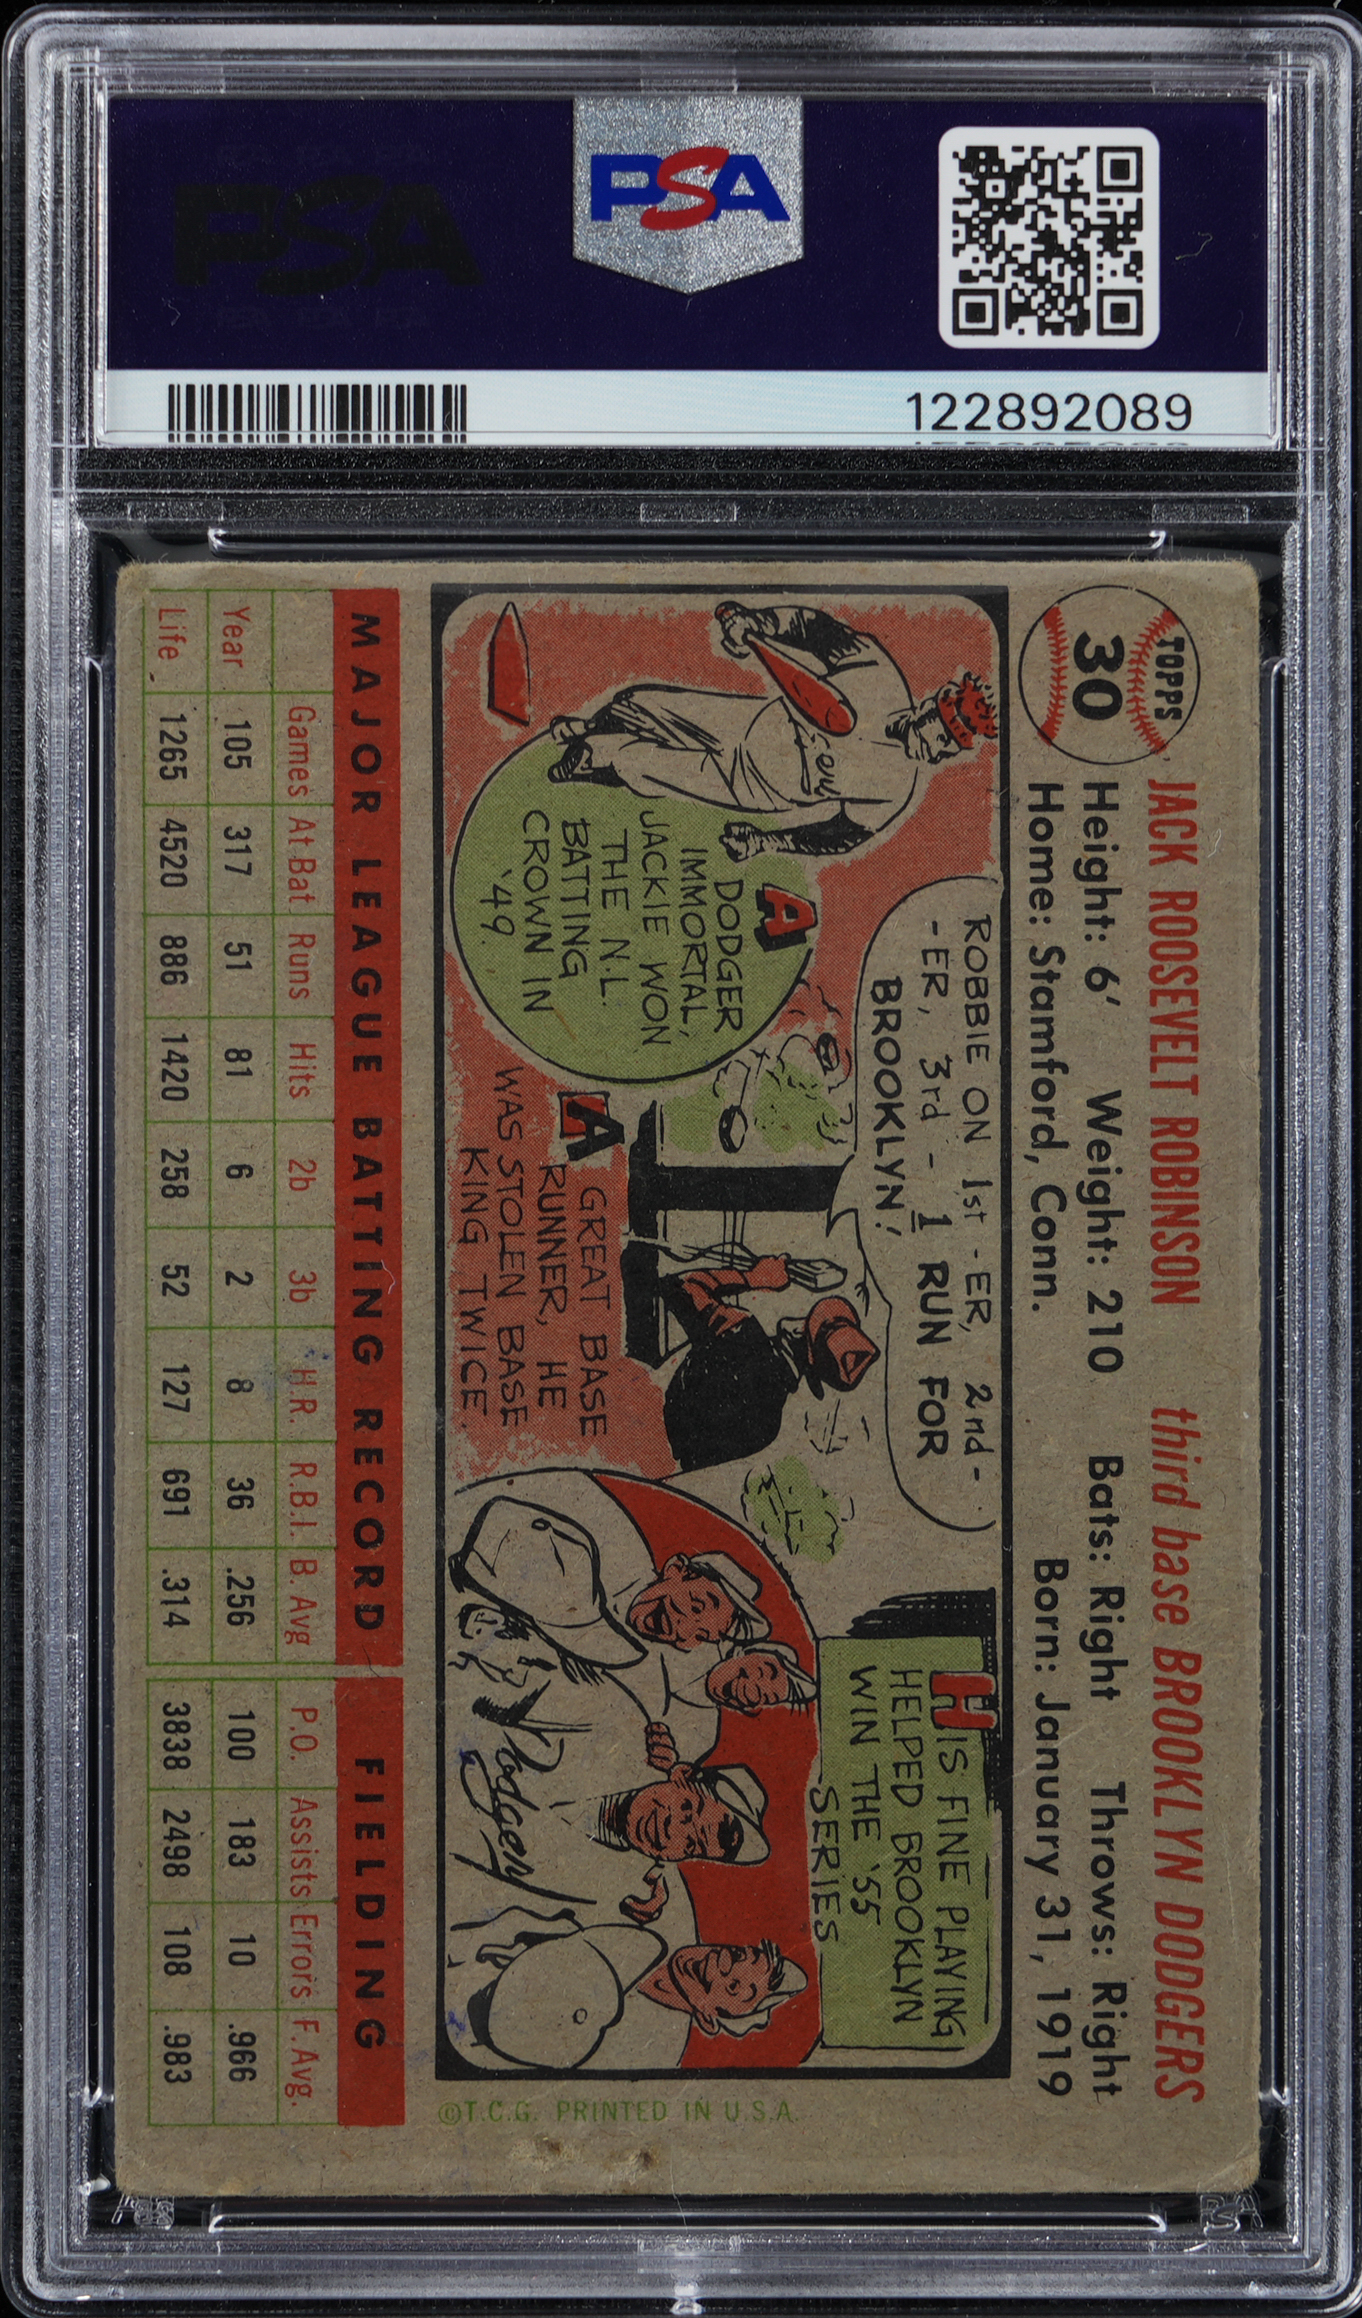 PSA
PSA
122892089
TOPPS
30
JACK ROOSEVELT ROBINSON third base BROOKLYN DODGERS
Height: 6' Weight: 210 Bats: Right Throws: Right
Home: Stamford, Conn. Born: January 31, 1919
ROBBIE ON 1st-ER, 2nd-
-ER, 3rd - 1 RUN FOR
BROOKLYN!
A
DODGER
IMMORTAL,
JACKIE WON
THE N.L.
BATTING
CROWN IN
'49.
A GREAT BASE
RUNNER, HE
WAS STOLEN BASE
KING TWICE.
HIS FINE PLAYING
HELPED BROOKLYN
WIN THE '55
SERIES
Dodgers
MAJOR LEAGUE BATTING RECORD FIELDING
Games At Bat Runs Hits 2b 3b H.R. R.B.I. B. Avg P.O. Assists Errors F. Avg.
Year 105 317 51 81 6 2 8 36 .256 100 183 10 .966
Life 1265 4520 886 1420 258 52 127 691 .314 3838 2498 108 .983
©T.C.G. PRINTED IN U.S.A.